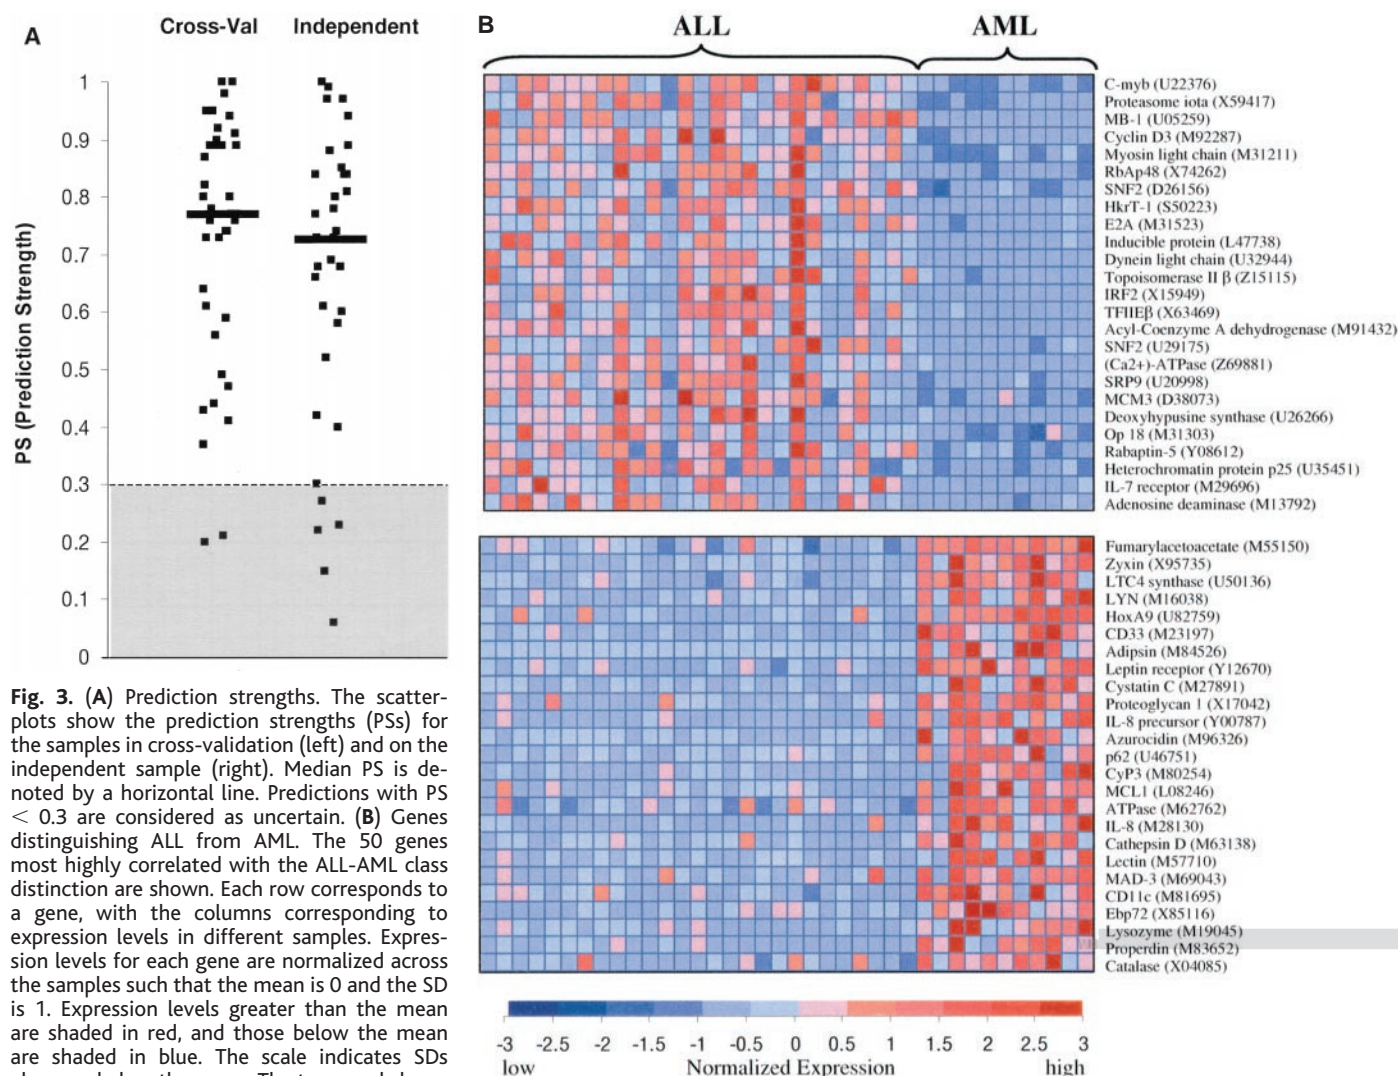 A
Cross-Val Independent
PS (Prediction Strength)
1
0.9
0.8
0.7
0.6
0.5
0.4
0.3
0.2
0.1
0
Fig. 3. (A) Prediction strengths. The scatter-
plots show the prediction strengths (PSs) for
the samples in cross-validation (left) and on the
independent sample (right). Median PS is de-
noted by a horizontal line. Predictions with PS
< 0.3 are considered as uncertain. (B) Genes
distinguishing ALL from AML. The 50 genes
most highly correlated with the ALL-AML class
distinction are shown. Each row corresponds to
a gene, with the columns corresponding to
expression levels in different samples. Expres-
sion levels for each gene are normalized across
the samples such that the mean is 0 and the SD
is 1. Expression levels greater than the mean
are shaded in red, and those below the mean
are shaded in blue. The scale indicates SDs
B
ALL AML
C-myb (U22376)
Proteasome iota (X59417)
MB-1 (U05259)
Cyclin D3 (M92287)
Myosin light chain (M31211)
RbAp48 (X74262)
SNF2 (D26156)
HkrT-1 (S50223)
E2A (M31523)
Inducible protein (L47738)
Dynein light chain (U32944)
Topoisomerase II β (Z15115)
IRF2 (X15949)
TFIIEβ (X63469)
Acyl-Coenzyme A dehydrogenase (M91432)
SNF2 (U29175)
(Ca2+)-ATPase (Z69881)
SRP9 (U20998)
MCM3 (D38073)
Deoxyhypusine synthase (U26266)
Op 18 (M31303)
Rabaptin-5 (Y08612)
Heterochromatin protein p25 (U35451)
IL-7 receptor (M29696)
Adenosine deaminase (M13792)
Fumarylacetoacetate (M55150)
Zyxin (X95735)
LTC4 synthase (U50136)
LYN (M16038)
HoxA9 (U82759)
CD33 (M23197)
Adipsin (M84526)
Leptin receptor (Y12670)
Cystatin C (M27891)
Proteoglycan 1 (X17042)
IL-8 precursor (Y00787)
Azurocidin (M96326)
p62 (U46751)
CyP3 (M80254)
MCL1 (L08246)
ATPase (M62762)
IL-8 (M28130)
Cathepsin D (M63138)
Lectin (M57710)
MAD-3 (M69043)
CD11c (M81695)
Ebp72 (X85116)
Lysozyme (M19045)
Properdin (M83652)
Catalase (X04085)
-3 -2.5 -2 -1.5 -1 -0.5 0 0.5 1 1.5 2 2.5 3
low Normalized Expression high